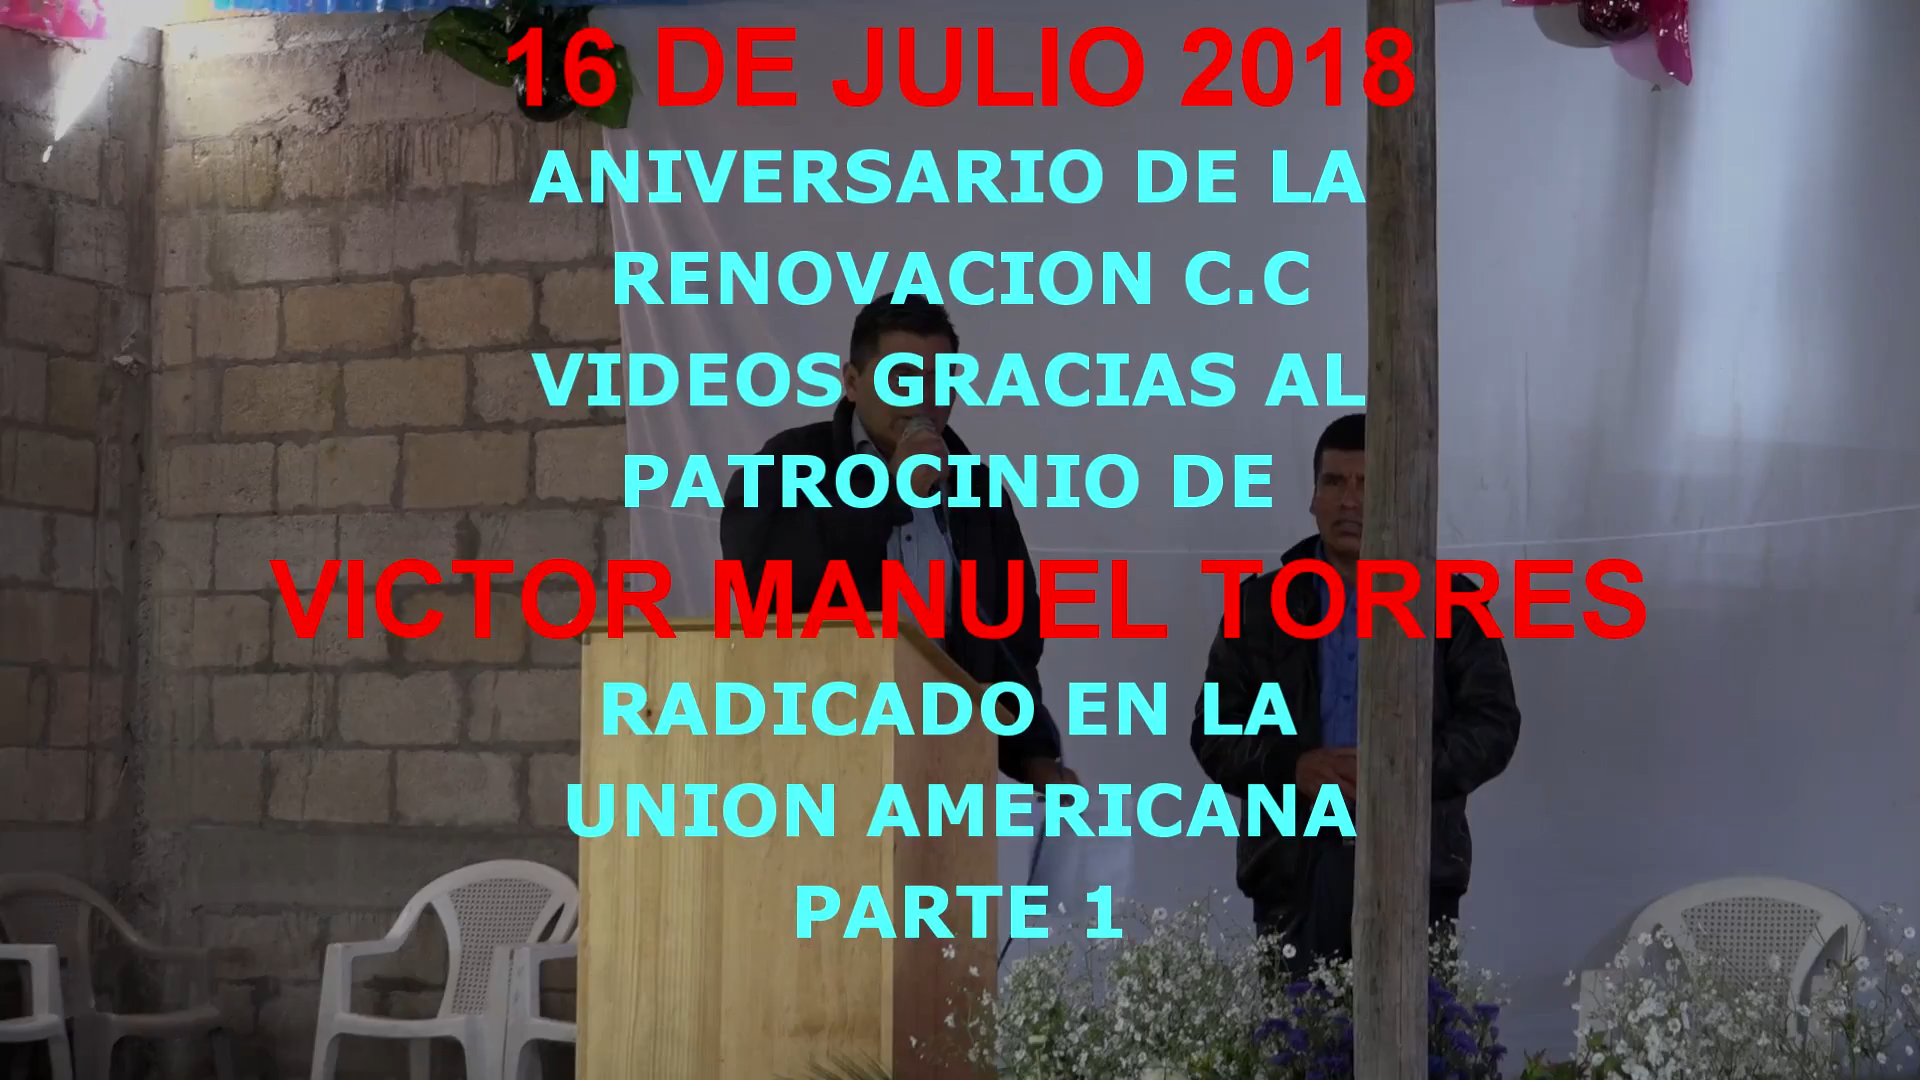 16 DE JULIO 2018
ANIVERSARIO DE LA
RENOVACION C.C
VIDEOS GRACIAS AL
PATROCINIO DE
VICTOR MANUEL TORRES
RADICADO EN LA
UNION AMERICANA
PARTE 1